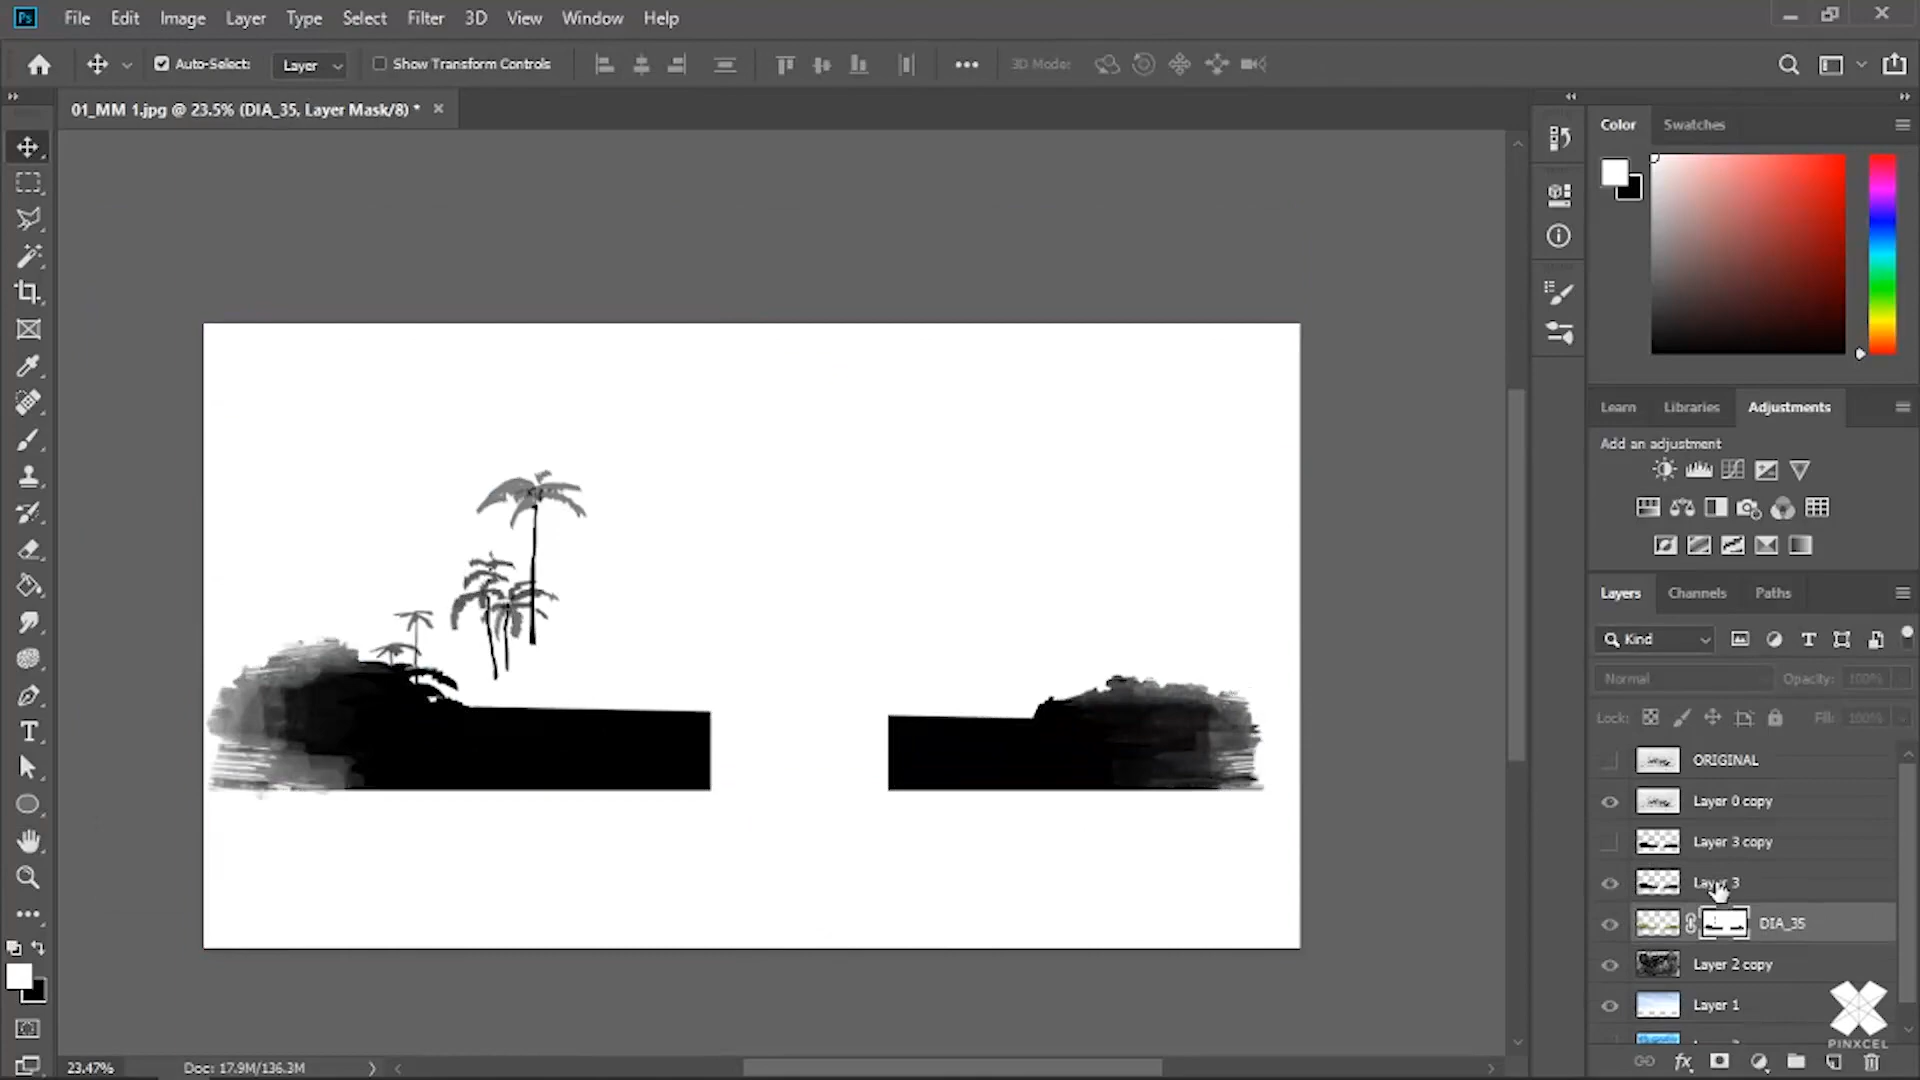 Ps File Edit Image Layer Type Select Filter 3D View Window Help
Auto-Select: Layer Show Transform Controls 3D Mode:
01_MM 1.jpg @ 23.5% (DIA_35, Layer Mask/8) * ×
Color Swatches
Learn Libraries Adjustments
Add an adjustment
Layers Channels Paths
Kind
Normal Opacity: 100%
Lock: Fill: 100%
ORIGINAL
Layer 0 copy
Layer 3 copy
Layer 3
DIA_35
Layer 2 copy
Layer 1
PINXCEL
23.47% Doc: 17.9M/136.3M